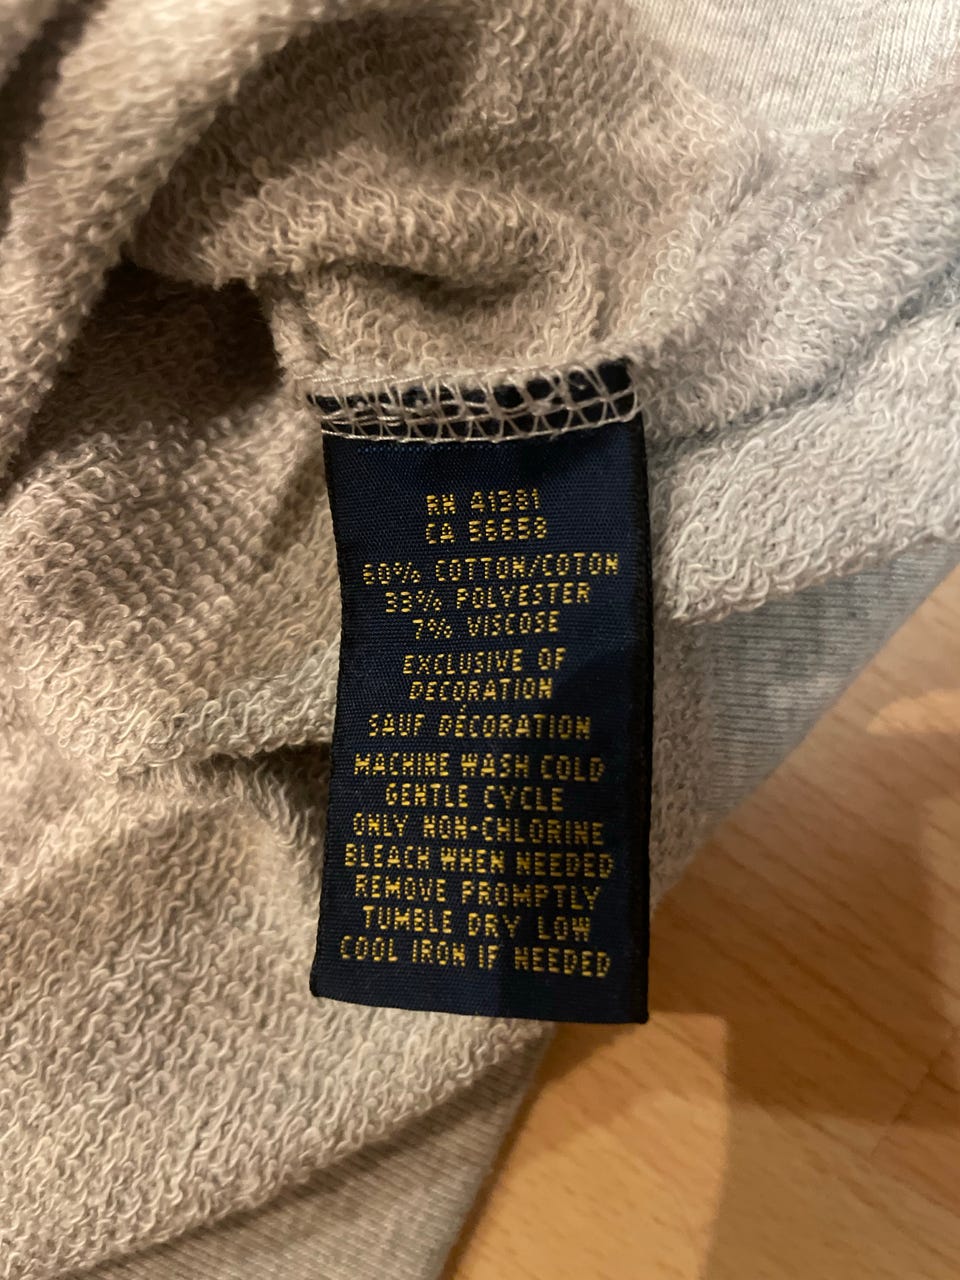 RN 41381
CA 56658
60% COTTON/COTON
33% POLYESTER
7% VISCOSE
EXCLUSIVE OF
DECORATION
SAUF DÉCORATION
MACHINE WASH COLD
GENTLE CYCLE
ONLY NON-CHLORINE
BLEACH WHEN NEEDED
REMOVE PROMPTLY
TUMBLE DRY LOW
COOL IRON IF NEEDED